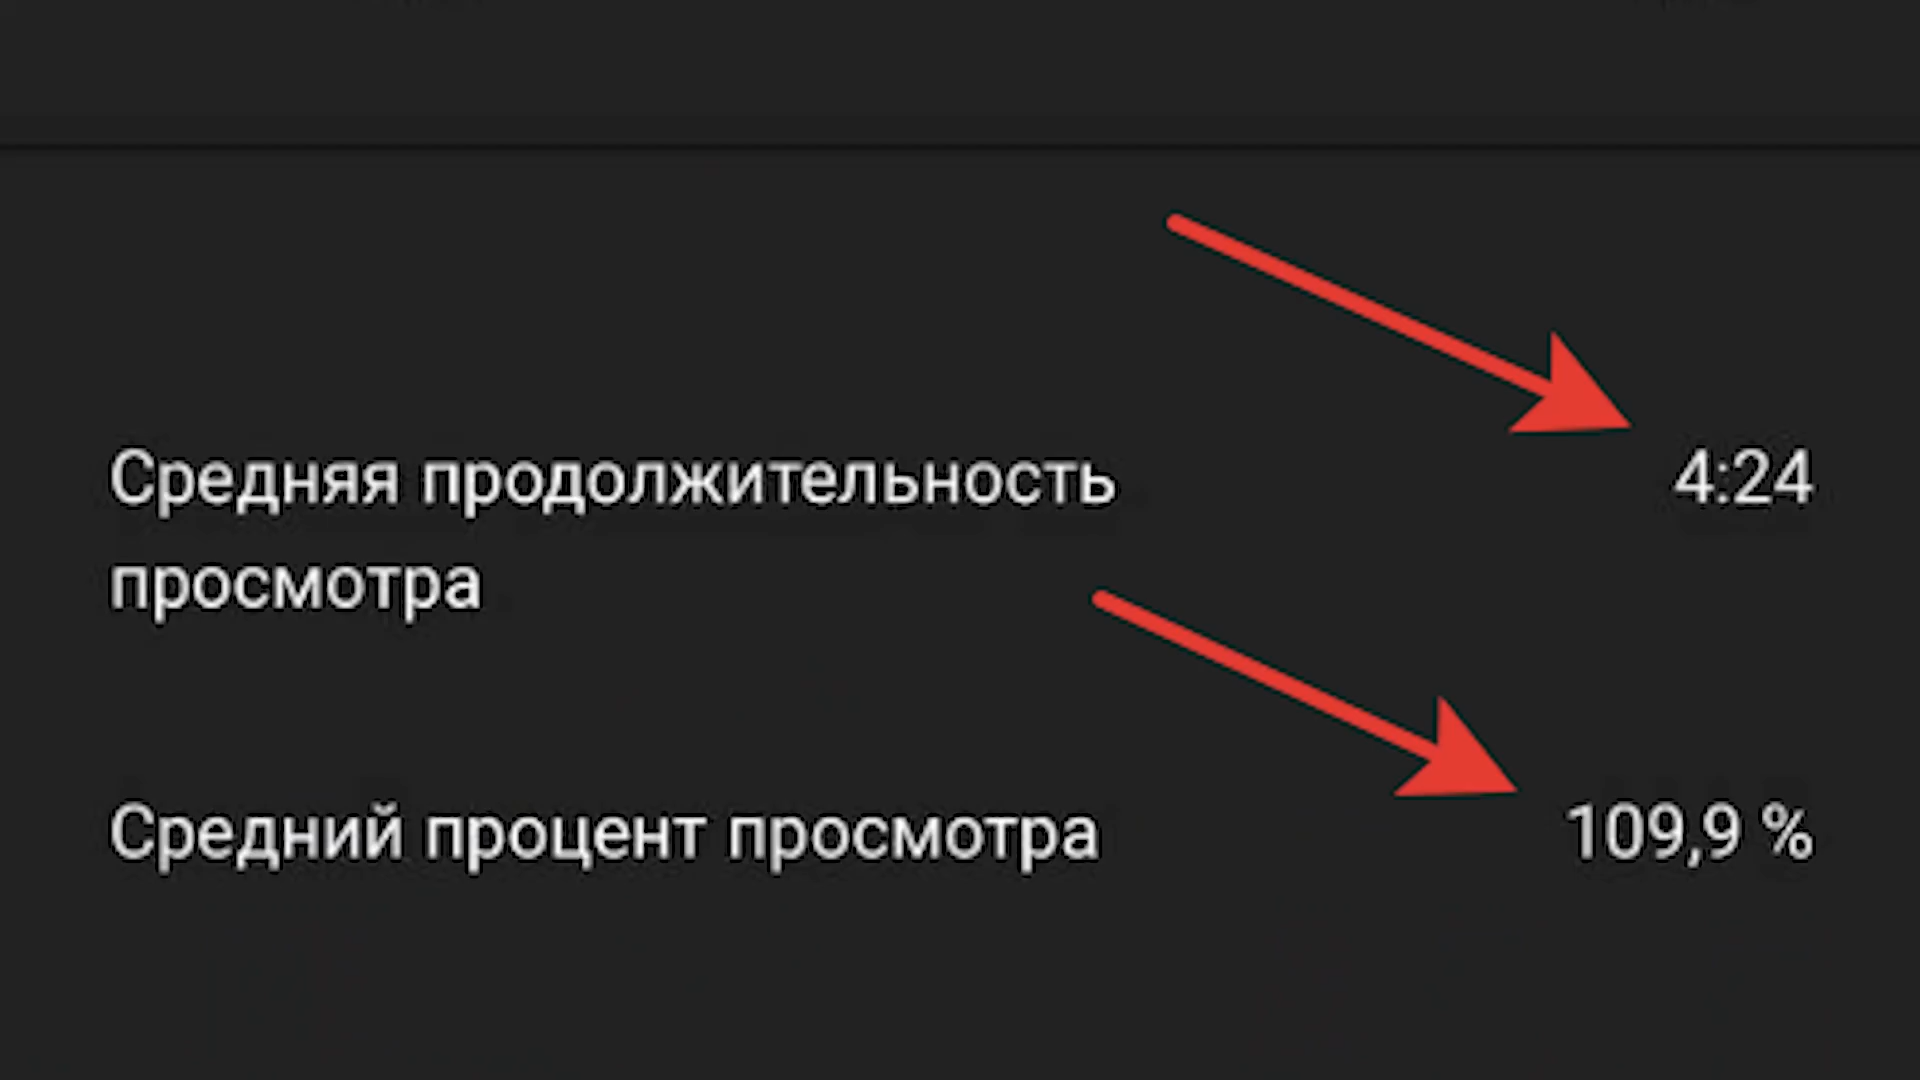 Средняя продолжительность 4:24
просмотра
Средний процент просмотра 109,9 %